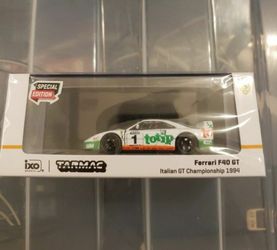 SPECIAL
EDITION
1
totip
ixo
TARMAC
Ferrari F40 GT
Italian GT Championship 1994